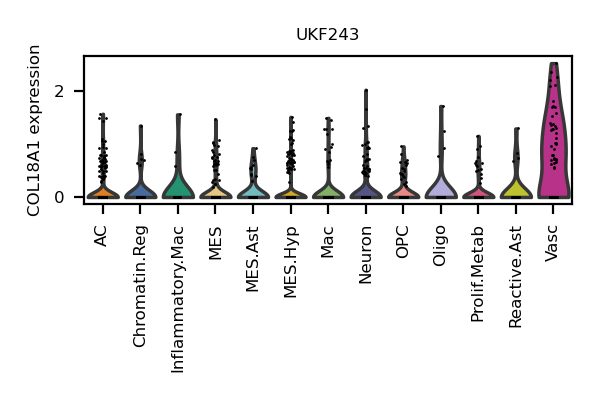 UKF243
COL18A1 expression
2
0
AC
Chromatin.Reg
Inflammatory.Mac
MES
MES.Ast
MES.Hyp
Mac
Neuron
OPC
Oligo
Prolif.Metab
Reactive.Ast
Vasc